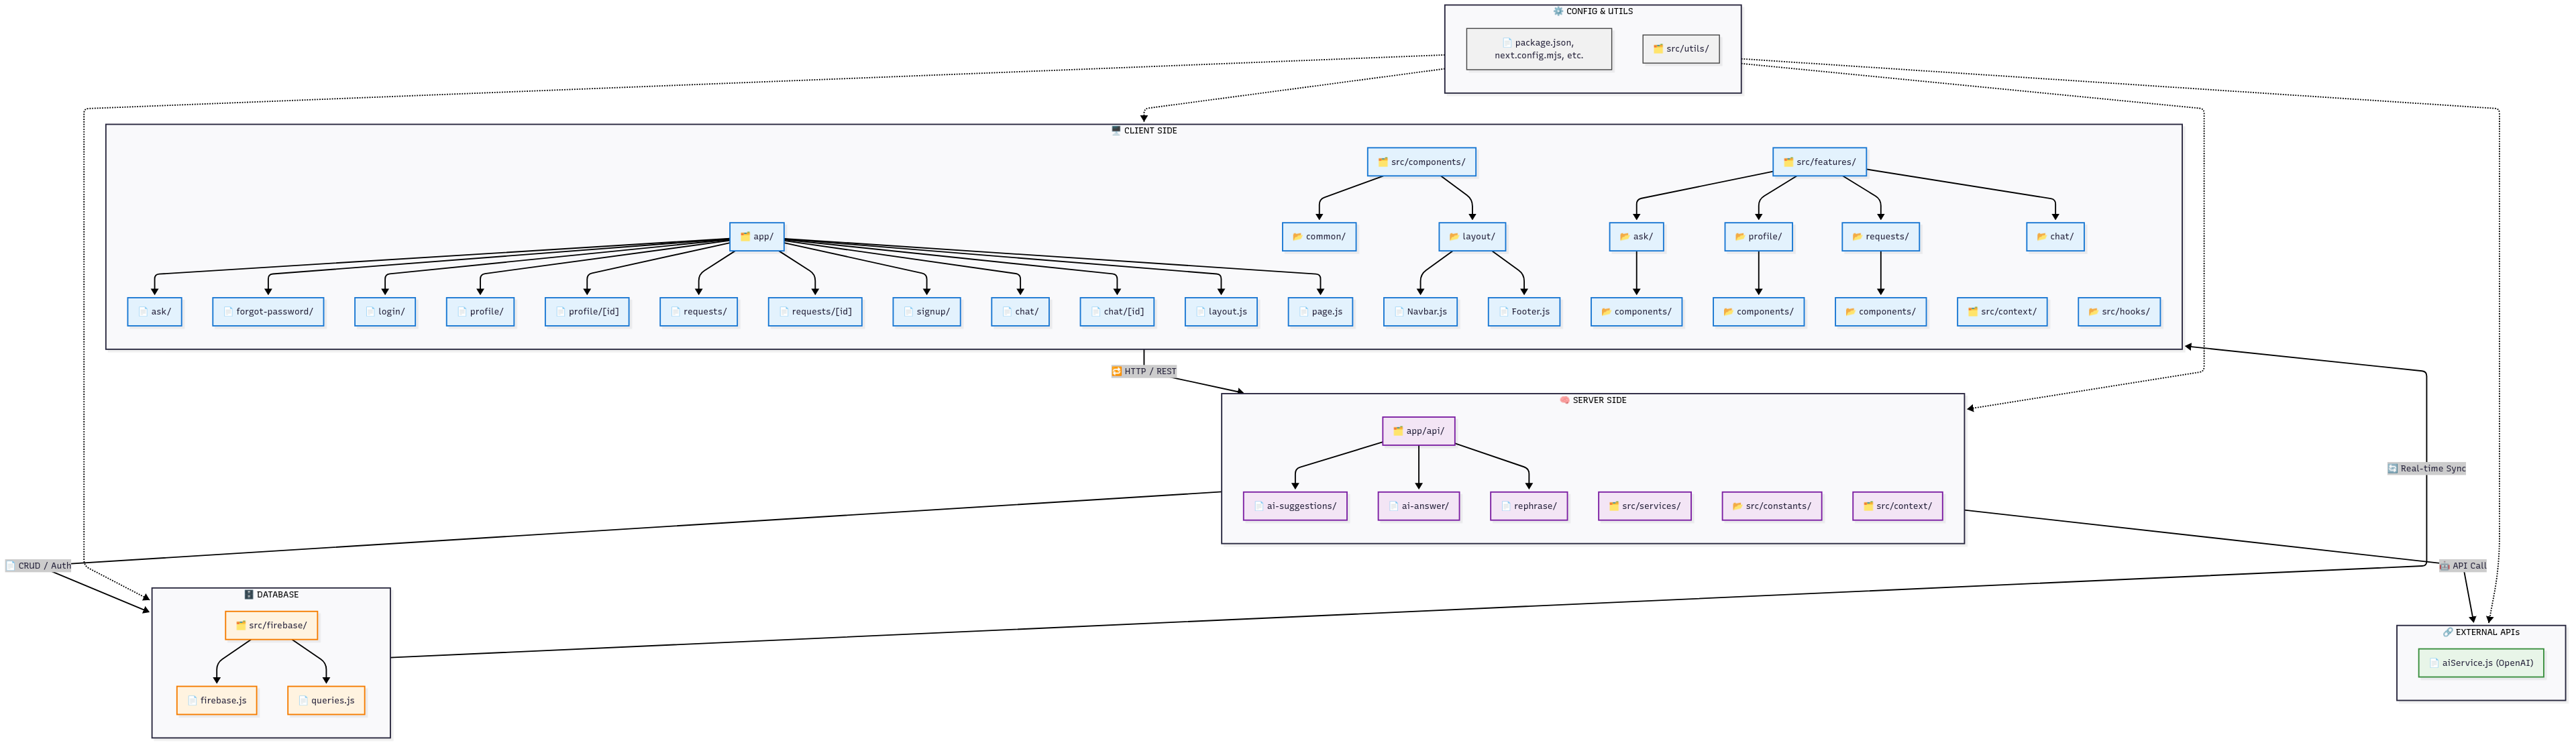 ⚙️ CONFIG & UTILS
📄 package.json,
next.config.mjs, etc.
🗂️ src/utils/
🖥️ CLIENT SIDE
🗂️ src/components/
🗂️ src/features/
🗂️ app/
📂 common/
📂 layout/
📂 ask/
📂 profile/
📂 requests/
📂 chat/
📄 ask/
📄 forgot-password/
📄 login/
📄 profile/
📄 profile/[id]
📄 requests/
📄 requests/[id]
📄 signup/
📄 chat/
📄 chat/[id]
📄 layout.js
📄 page.js
📄 Navbar.js
📄 Footer.js
📂 components/
📂 components/
📂 components/
🗂️ src/context/
📂 src/hooks/
🔁 HTTP / REST
🧠 SERVER SIDE
🗂️ app/api/
🔄 Real-time Sync
📄 ai-suggestions/
📄 ai-answer/
📄 rephrase/
🗂️ src/services/
📂 src/constants/
🗂️ src/context/
📄 CRUD / Auth
🤖 API Call
🗄️ DATABASE
🗂️ src/firebase/
📄 firebase.js
📄 queries.js
🔗 EXTERNAL APIs
📄 aiService.js (OpenAI)